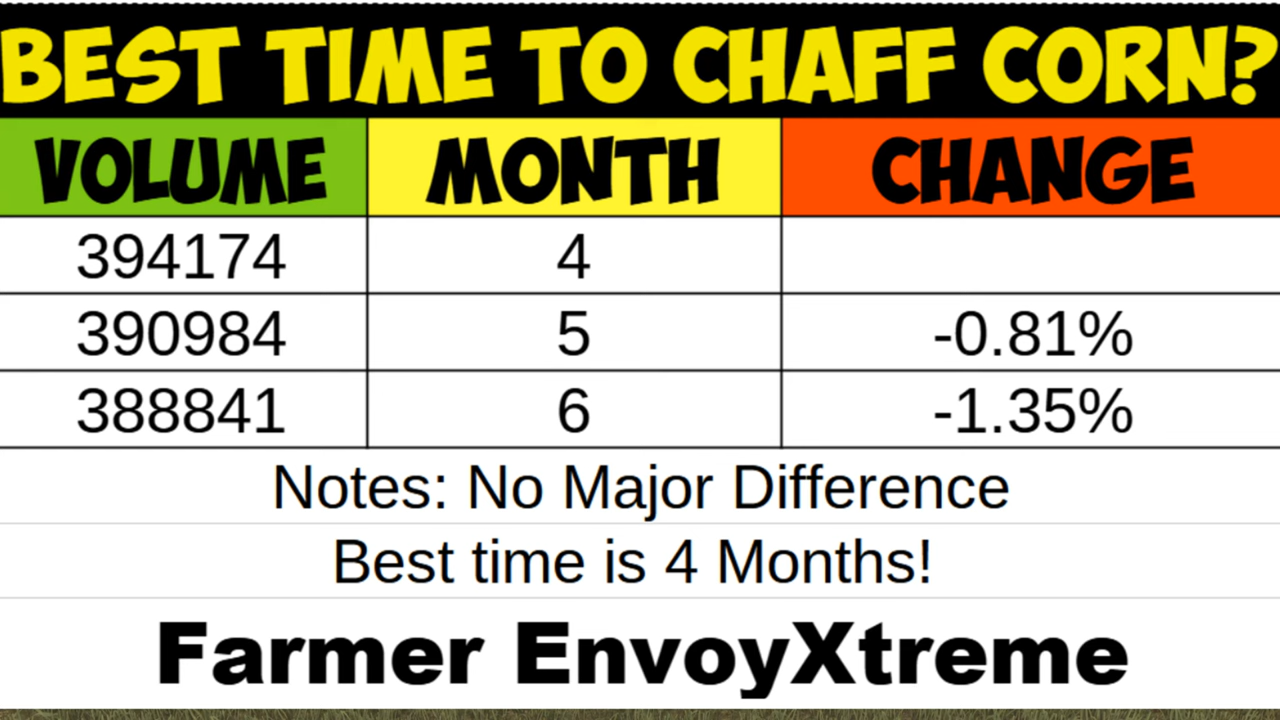 BEST TIME TO CHAFF CORN?
VOLUME MONTH CHANGE
394174 4
390984 5 -0.81%
388841 6 -1.35%
Notes: No Major Difference
Best time is 4 Months!
Farmer EnvoyXtreme